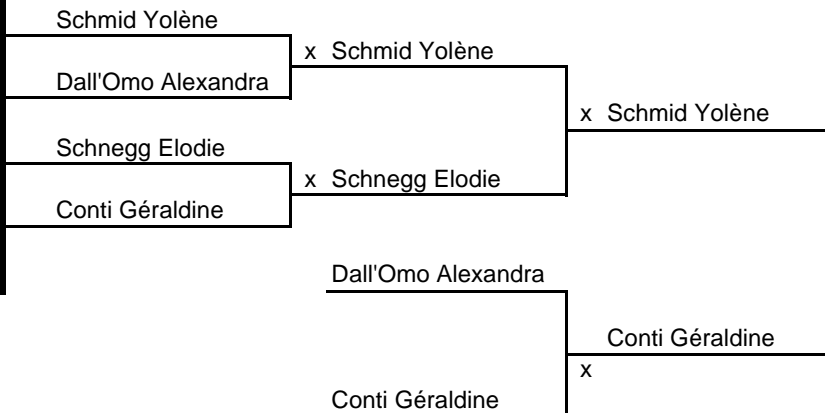 Schmid Yolène
x Schmid Yolène
Dall'Omo Alexandra
x Schmid Yolène
Schnegg Elodie
x Schnegg Elodie
Conti Géraldine
Dall'Omo Alexandra
Conti Géraldine
x
Conti Géraldine